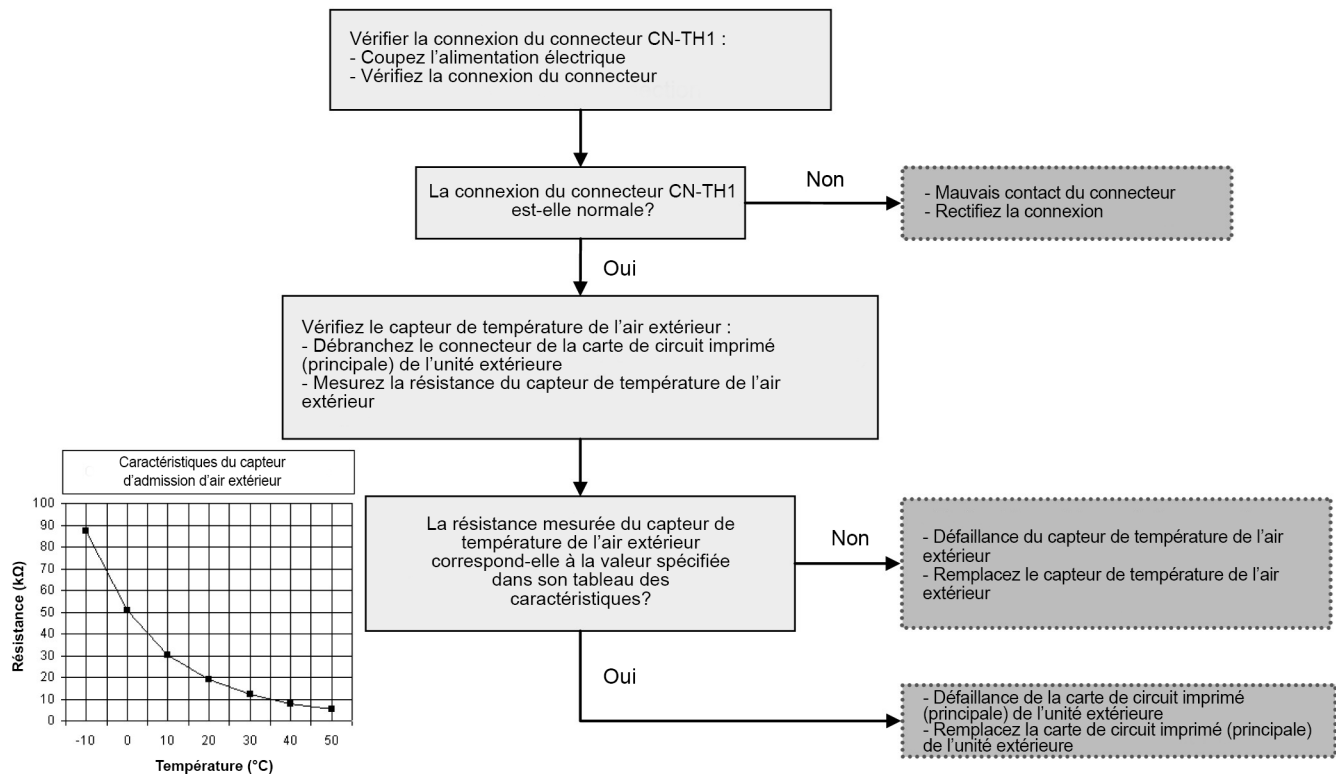 Vérifier la connexion du connecteur CN-TH1 :
- Coupez l’alimentation électrique
- Vérifiez la connexion du connecteur
La connexion du connecteur CN-TH1
est-elle normale?
Non
- Mauvais contact du connecteur
- Rectifiez la connexion
Oui
Vérifiez le capteur de température de l’air extérieur :
- Débranchez le connecteur de la carte de circuit imprimé
(principale) de l’unité extérieure
- Mesurez la résistance du capteur de température de l’air
extérieur
Caractéristiques du capteur
d’admission d’air extérieur
Résistance (kΩ)
100
90
80
70
60
50
40
30
20
10
0
-10 0 10 20 30 40 50
Température (°C)
La résistance mesurée du capteur de
température de l’air extérieur
correspond-elle à la valeur spécifiée
dans son tableau des
caractéristiques?
Non
- Défaillance du capteur de température de l’air
extérieur
- Remplacez le capteur de température de l’air
extérieur
Oui
- Défaillance de la carte de circuit imprimé
(principale) de l’unité extérieure
- Remplacez la carte de circuit imprimé (principale)
de l’unité extérieure